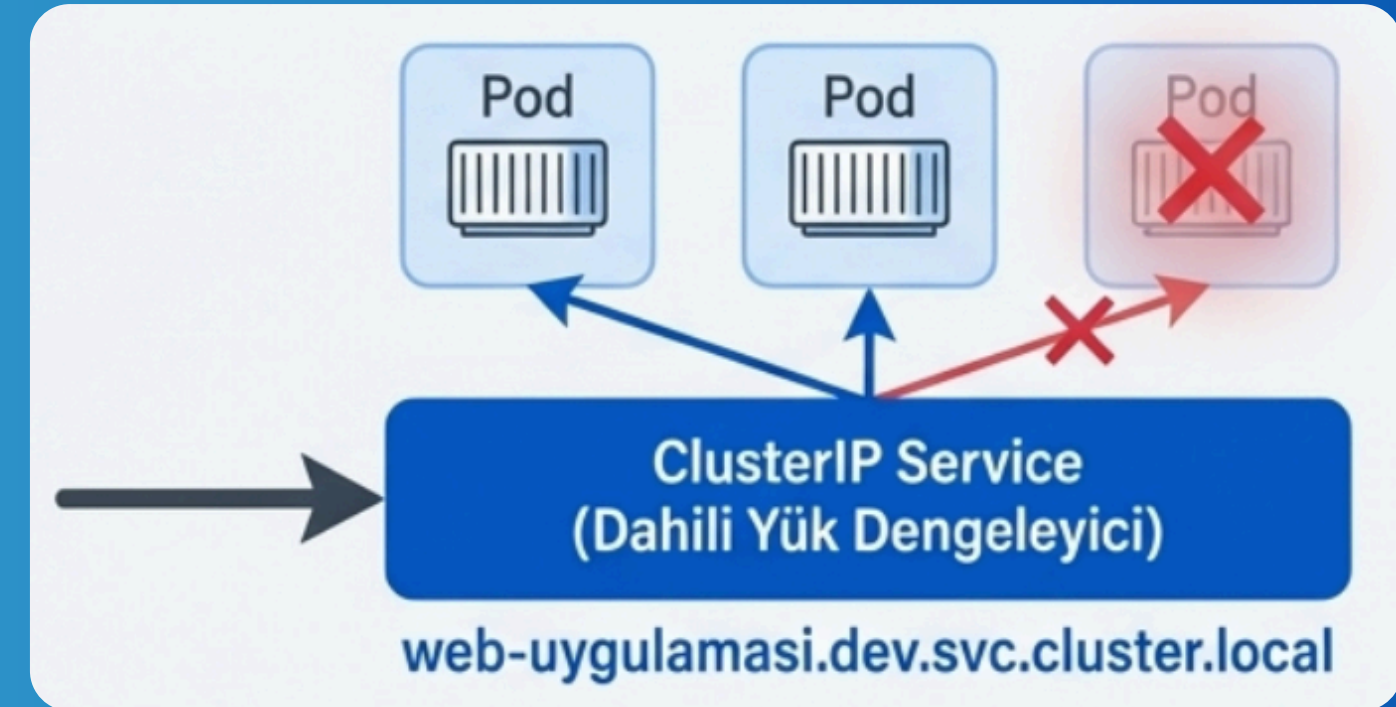 Pod
Pod
Pod
ClusterIP Service
(Dahili Yük Dengeleyici)
web-uygulamasi.dev.svc.cluster.local